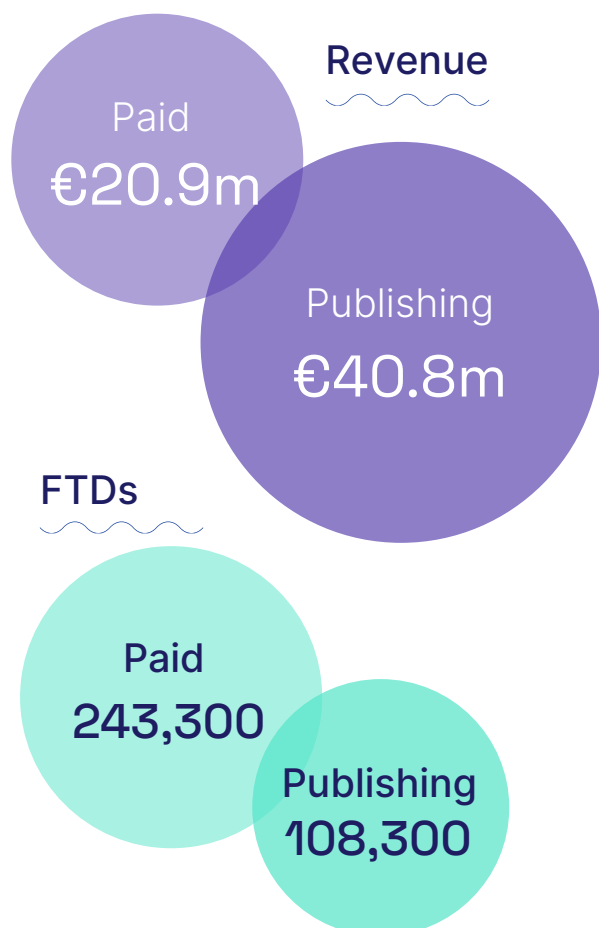 Revenue
Paid
€20.9m
Publishing
€40.8m
FTDs
Paid
243,300
Publishing
108,300